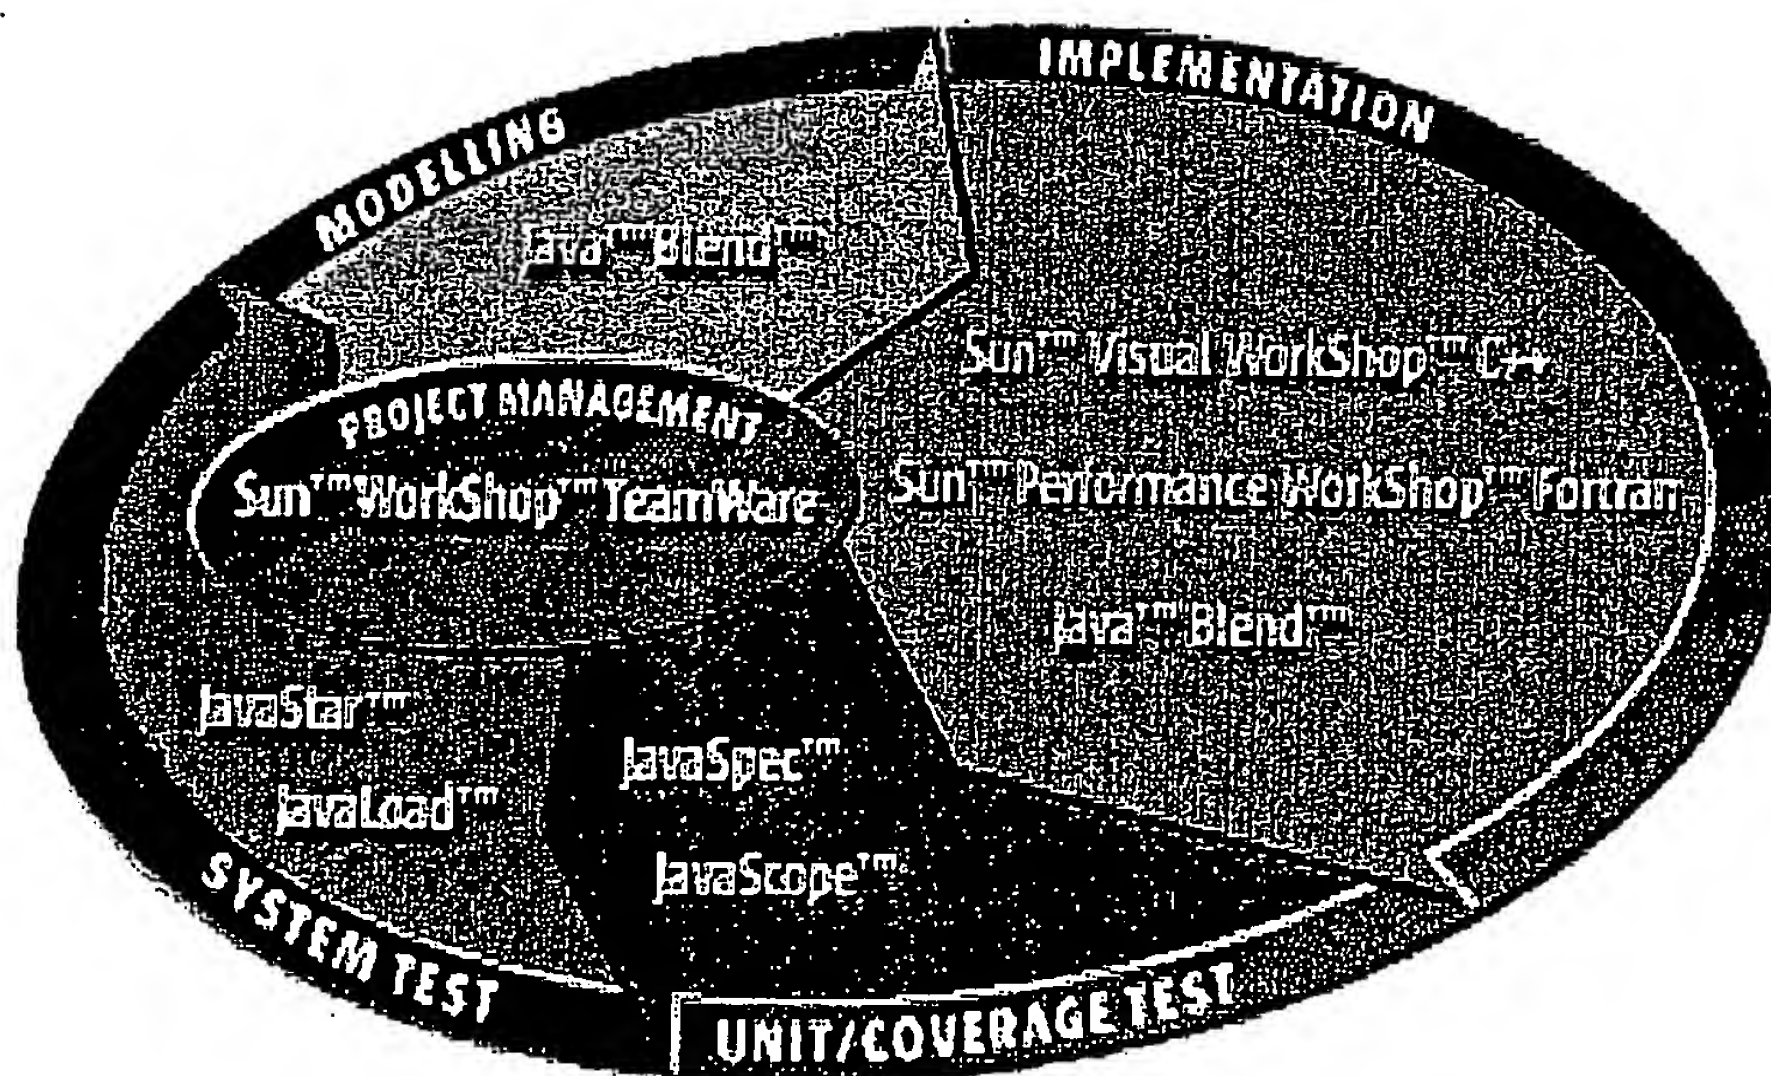 MODELLING
IMPLEMENTATION
Java™ Blend™
Sun™ Visual WorkShop™ C++
PROJECT MANAGEMENT
Sun™ WorkShop™ TeamWare
Sun™ Performance WorkShop™ Fortran
Java™ Blend™
JavaStar™
JavaLoad™
JavaSpec™
JavaScope™
SYSTEM TEST
UNIT/COVERAGE TEST